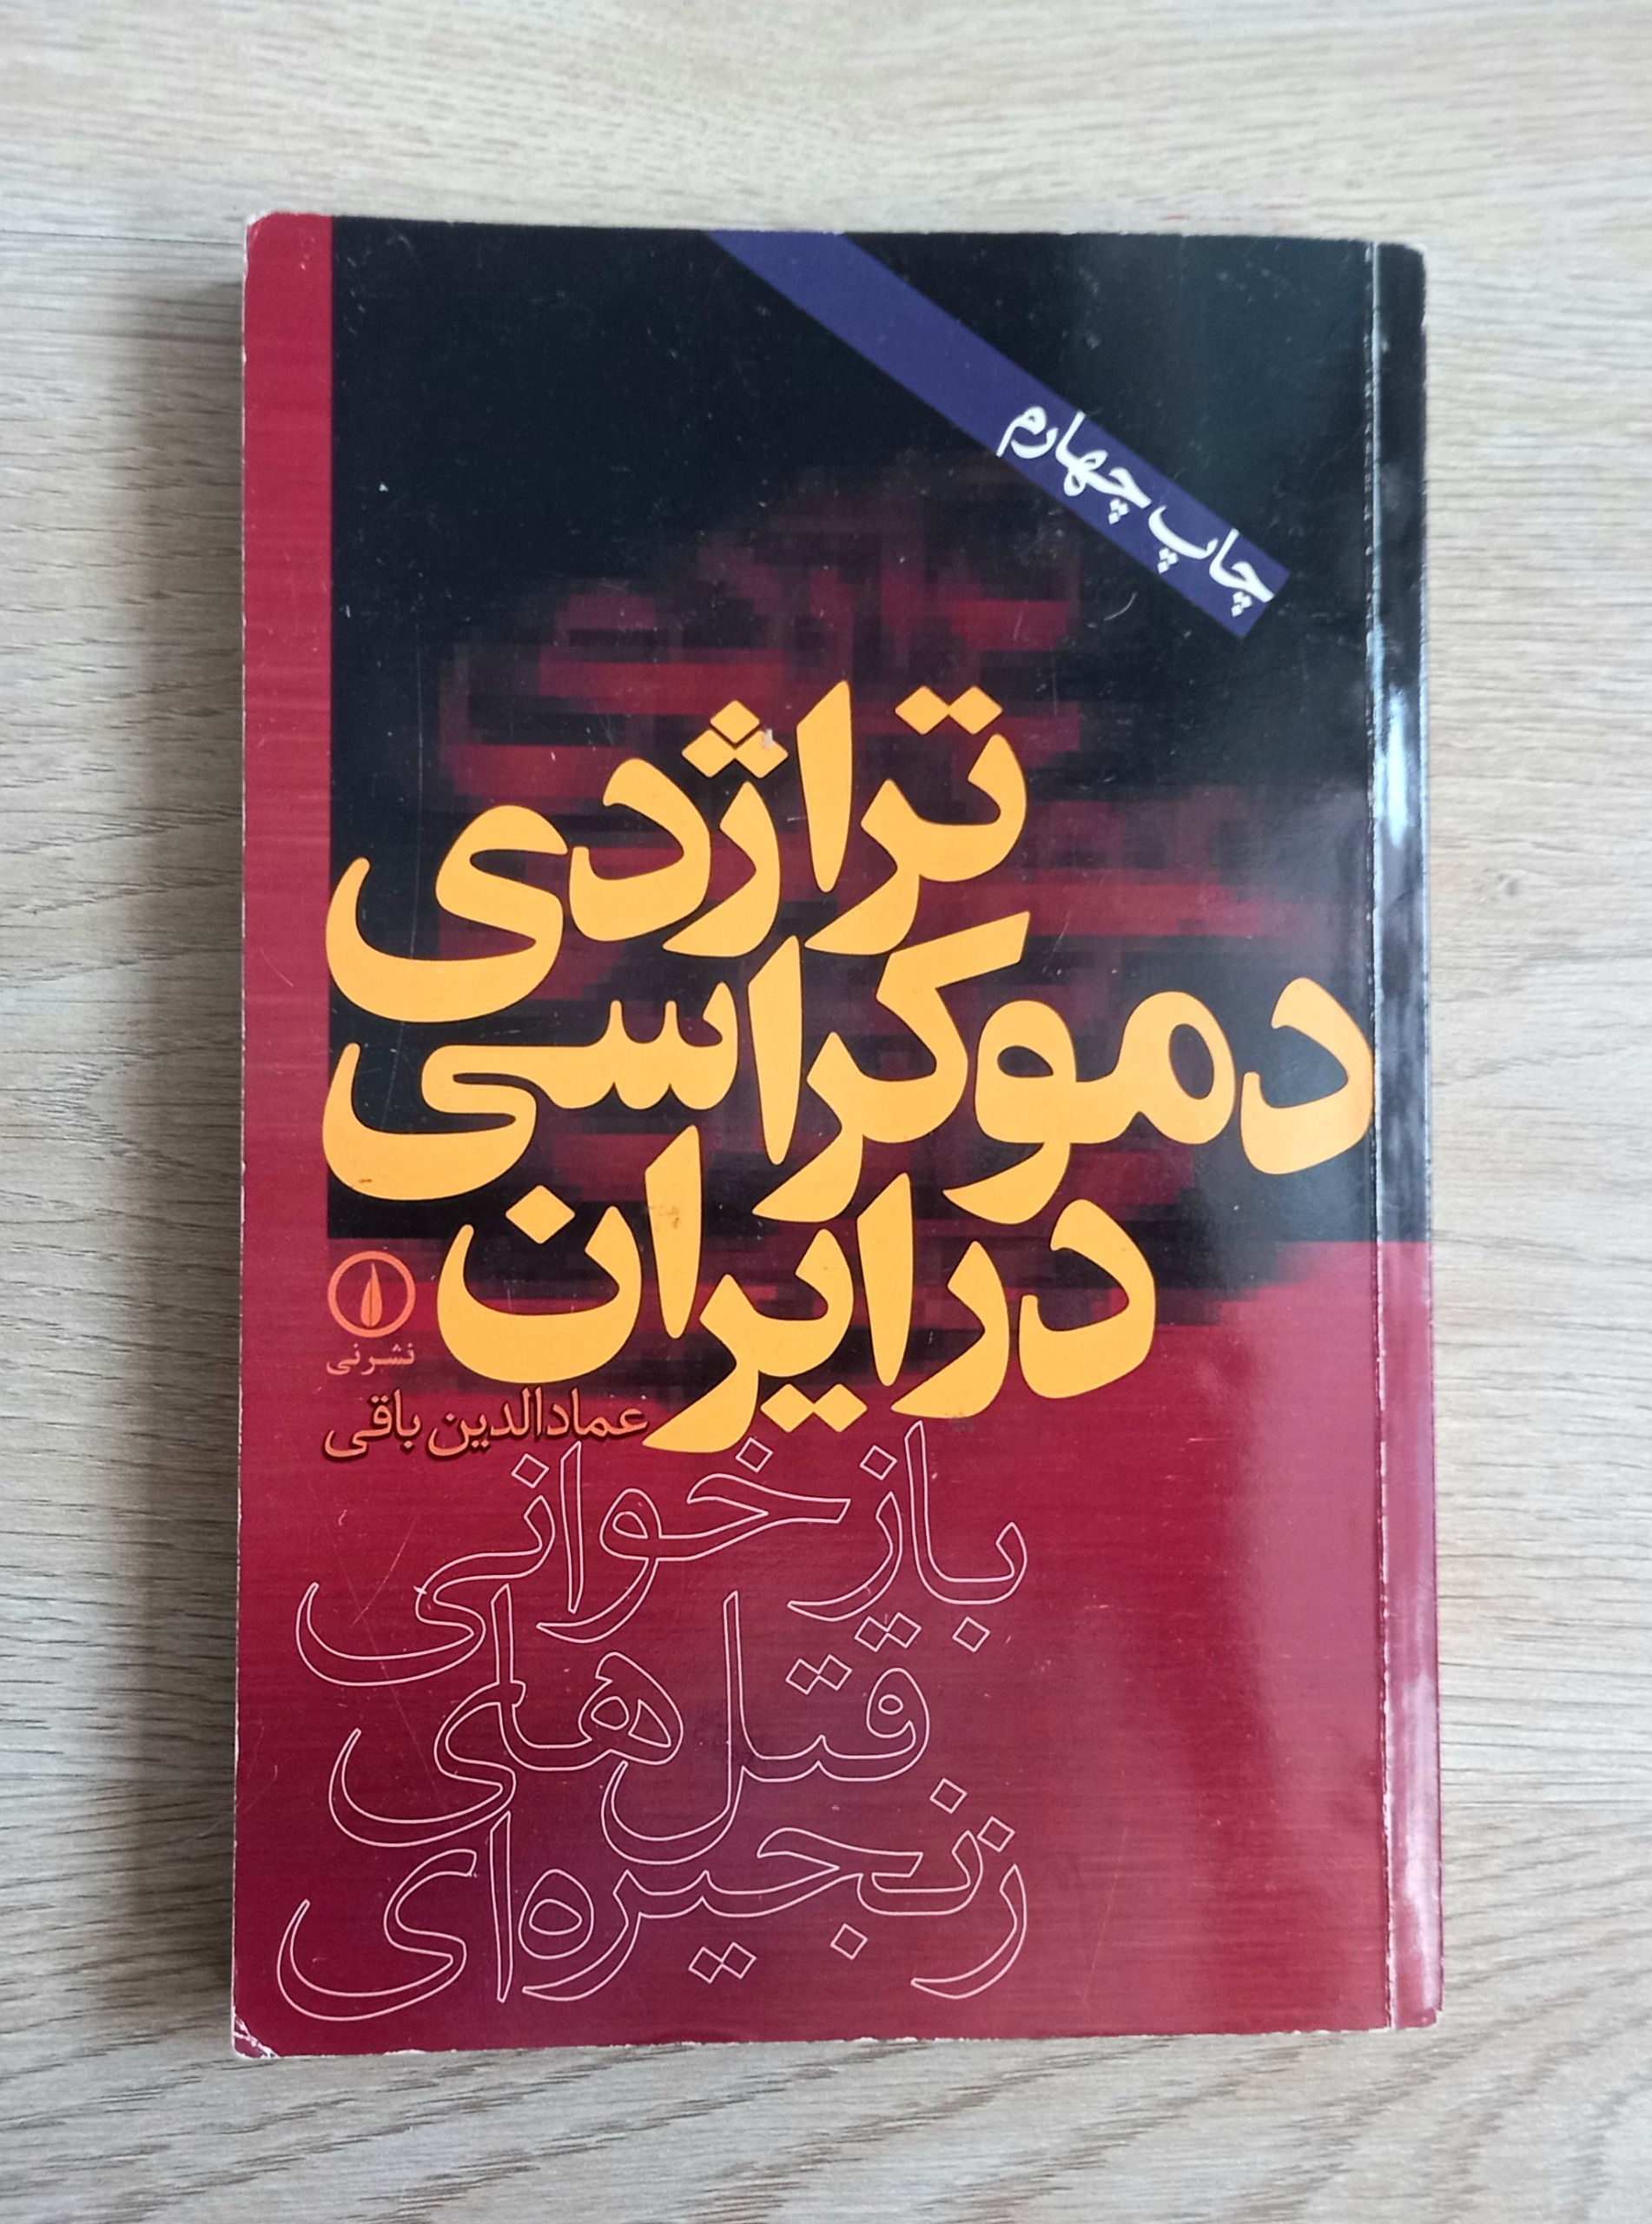 چاپ چهارم
تراژدی
دموکراسی
در ایران
نشر نی
عمادالدین باقی
بازخوانی
قتل‌های
زنجیره‌ای